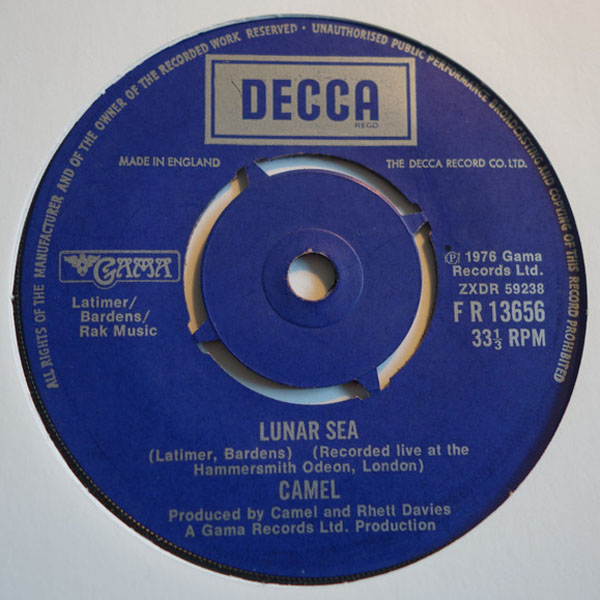 ALL RIGHTS OF THE MANUFACTURER AND OF THE OWNER OF THE RECORDED WORK RESERVED · UNAUTHORISED PUBLIC PERFORMANCE BROADCASTING AND COPYING OF THIS RECORD PROHIBITED
DECCA
REGD
MADE IN ENGLAND
THE DECCA RECORD CO. LTD.
GAMA
Latimer/
Bardens/
Rak Music
Ⓟ 1976 Gama
Records Ltd.
ZXDR 59238
F R 13656
33⅓ RPM
LUNAR SEA
(Latimer, Bardens) (Recorded live at the
Hammersmith Odeon, London)
CAMEL
Produced by Camel and Rhett Davies
A Gama Records Ltd. Production